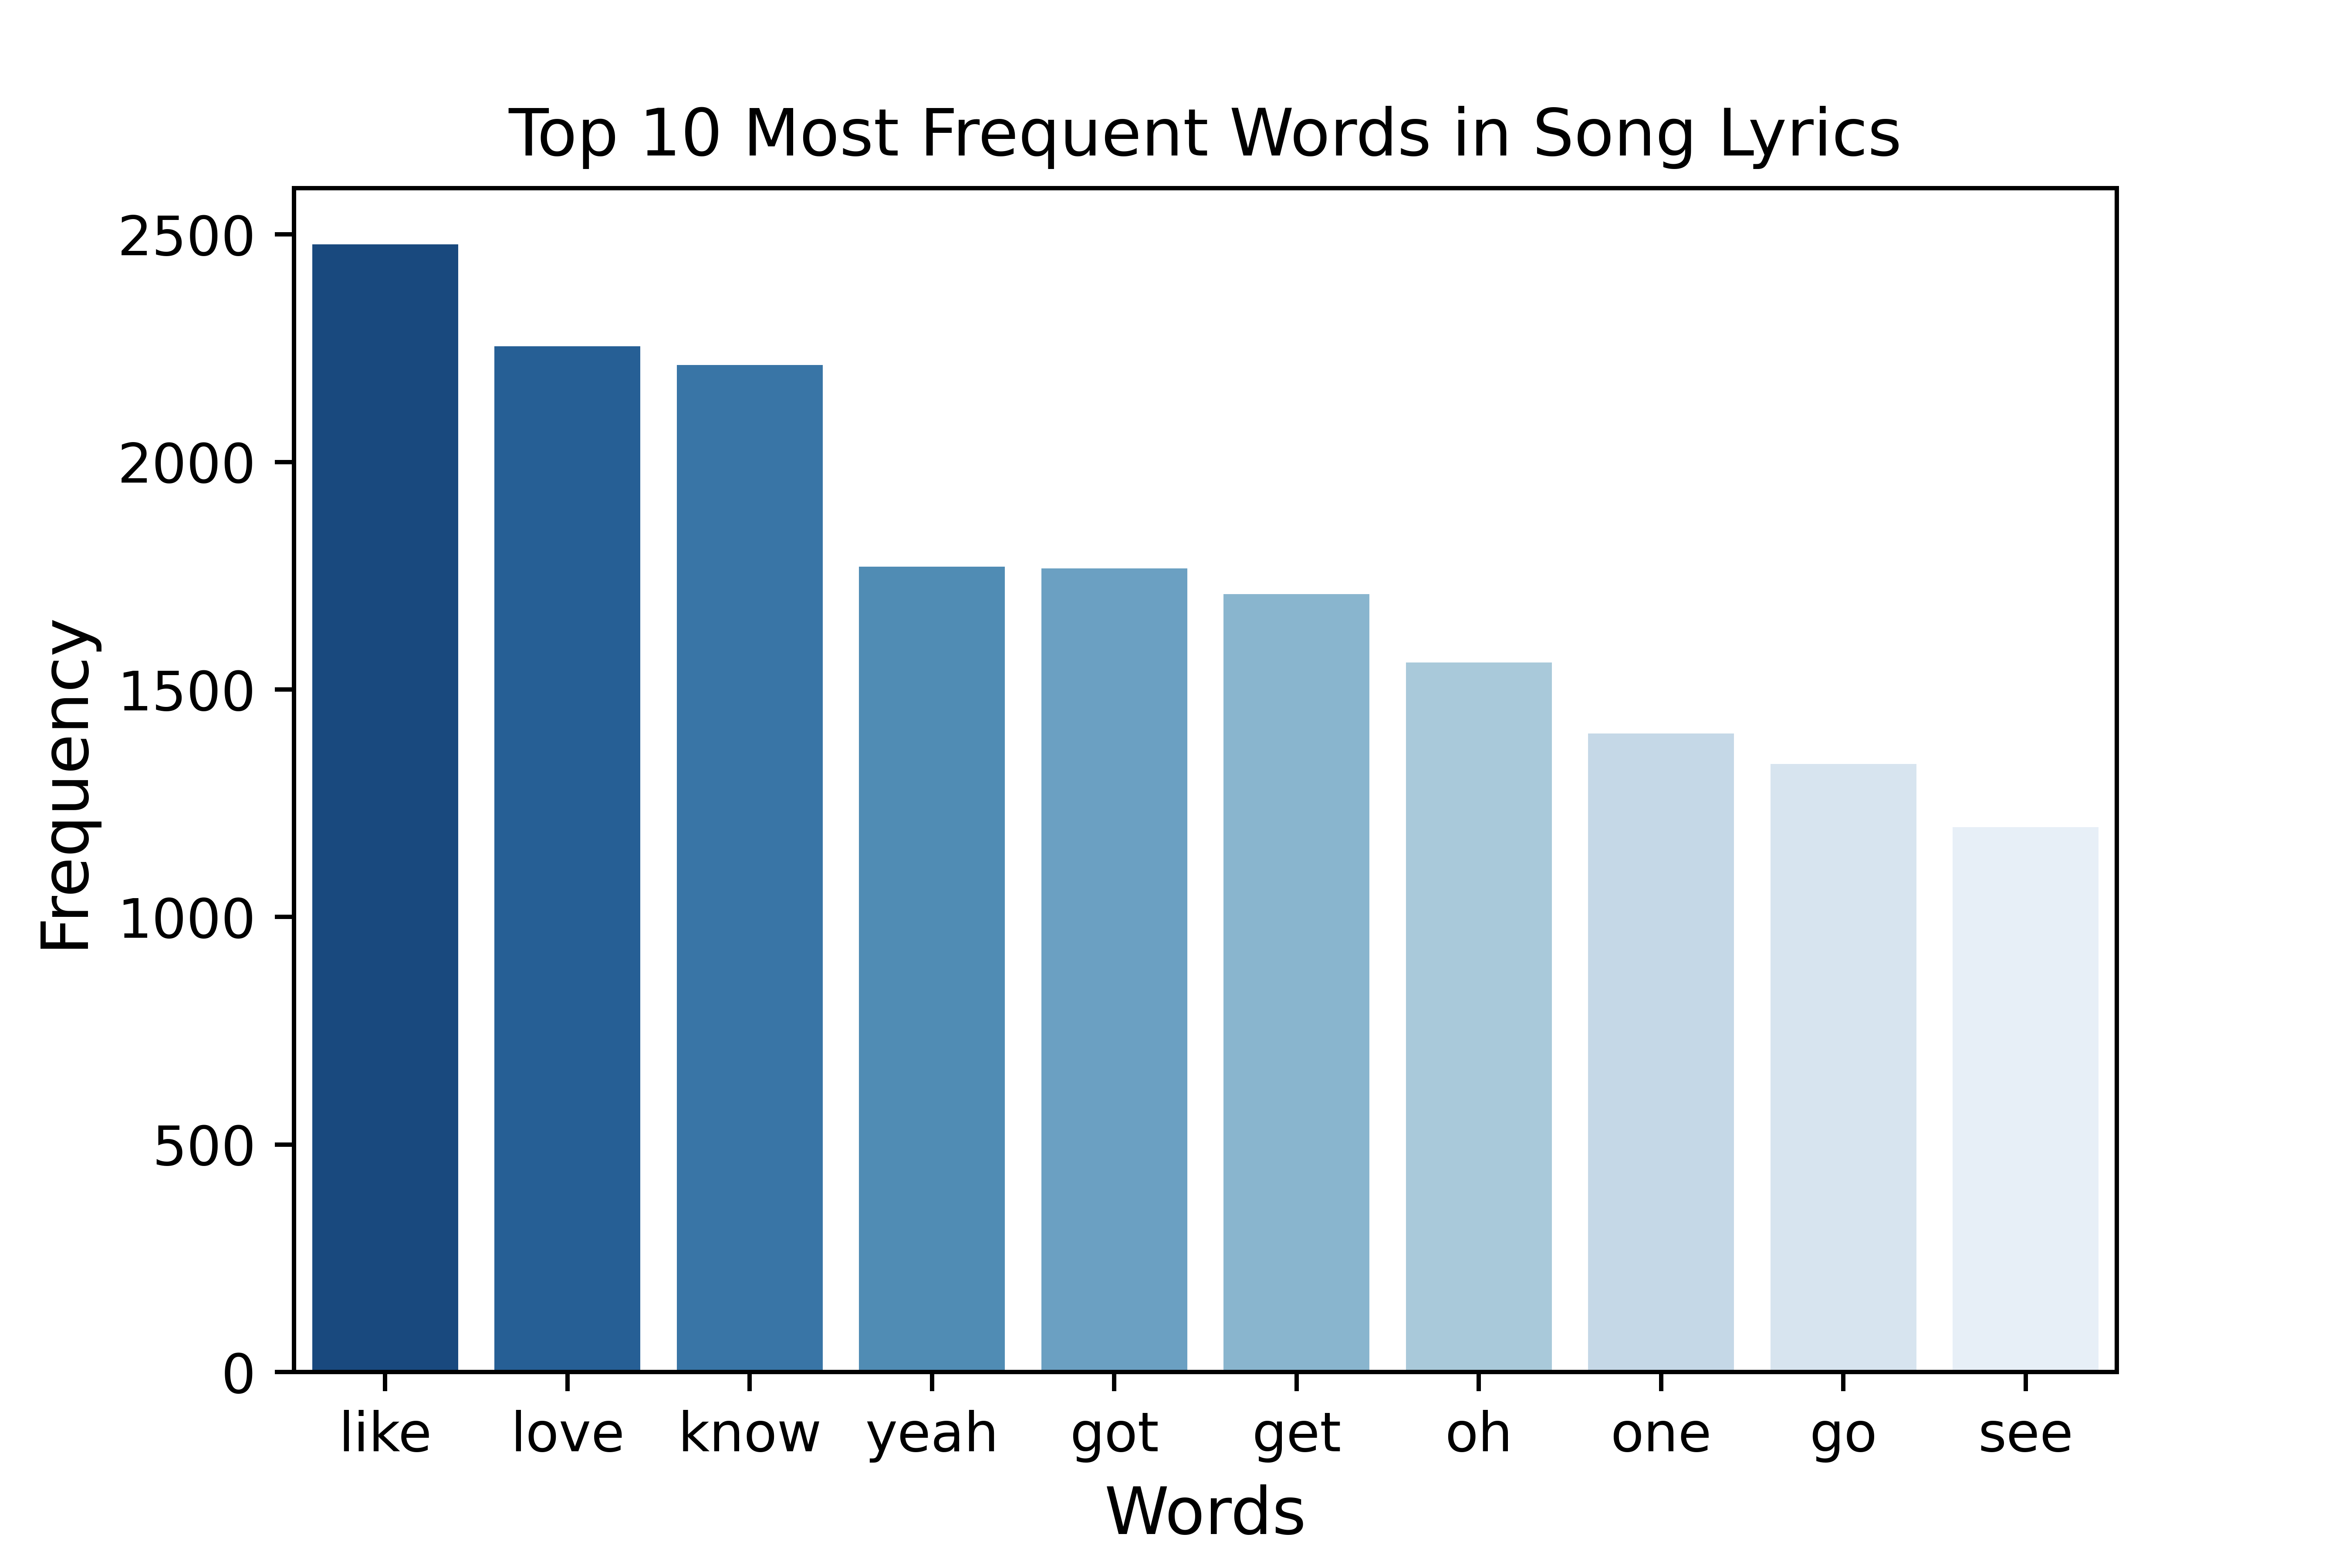 Top 10 Most Frequent Words in Song Lyrics
2500
2000
1500
1000
500
0
Frequency
like love know yeah got get oh one go see
Words